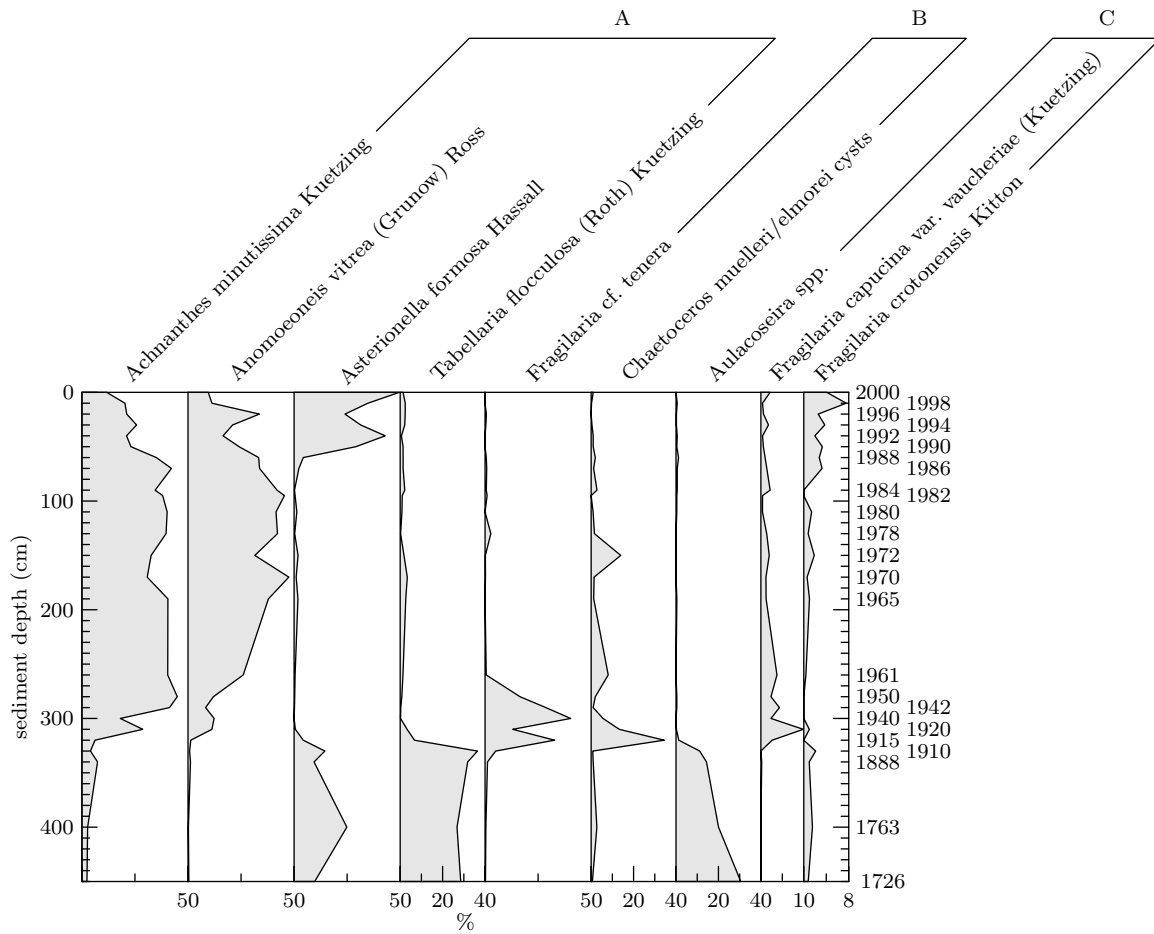 A B C
Achnanthes minutissima Kuetzing
Anomoeoneis vitrea (Grunow) Ross
Asterionella formosa Hassall
Tabellaria flocculosa (Roth) Kuetzing
Fragilaria cf. tenera
Chaetoceros muelleri/elmorei cysts
Aulacoseira spp.
Fragilaria capucina var. vaucheriae (Kuetzing)
Fragilaria crotonensis Kitton
0 2000
1998
1996
1994
1992
1990
1988
1986
1984
100 1982
1980
1978
1972
1970
200 1965
1961
1950
1942
300 1940
1920
1915
1910
1888
400 1763
1726
sediment depth (cm)
50 50 50 20 40 50 20 40 20 40 10 8
%